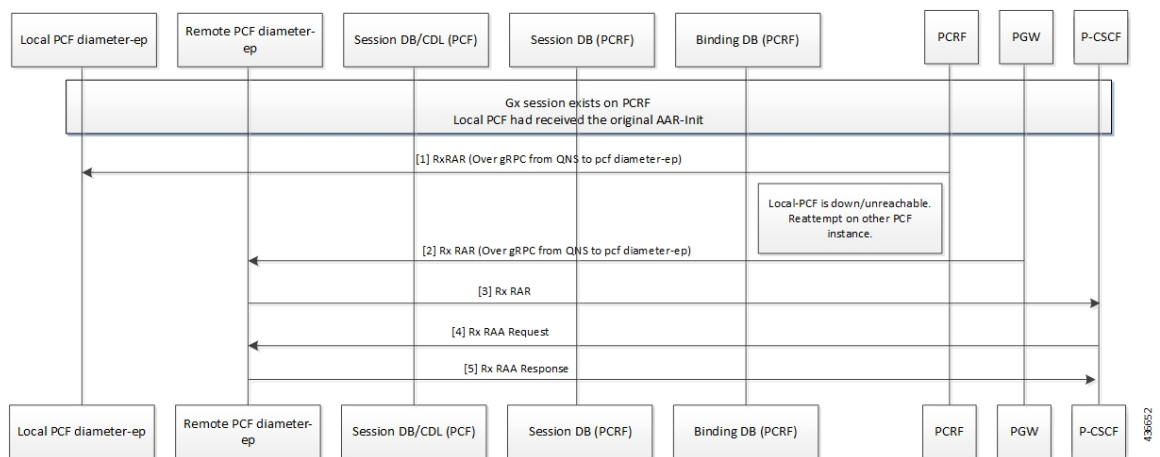 Local PCF diameter-ep
Remote PCF diameter-
ep
Session DB/CDL (PCF)
Session DB (PCRF)
Binding DB (PCRF)
PCRF
PGW
P-CSCF
Gx session exists on PCRF
Local PCF had received the original AAR-Init
[1] RxRAR (Over gRPC from QNS to pcf diameter-ep)
Local-PCF is down/unreachable.
Reattempt on other PCF
instance.
[2] Rx RAR (Over gRPC from QNS to pcf diameter-ep)
[3] Rx RAR
[4] Rx RAA Request
[5] Rx RAA Response
Local PCF diameter-ep
Remote PCF diameter-
ep
Session DB/CDL (PCF)
Session DB (PCRF)
Binding DB (PCRF)
PCRF
PGW
P-CSCF
436652